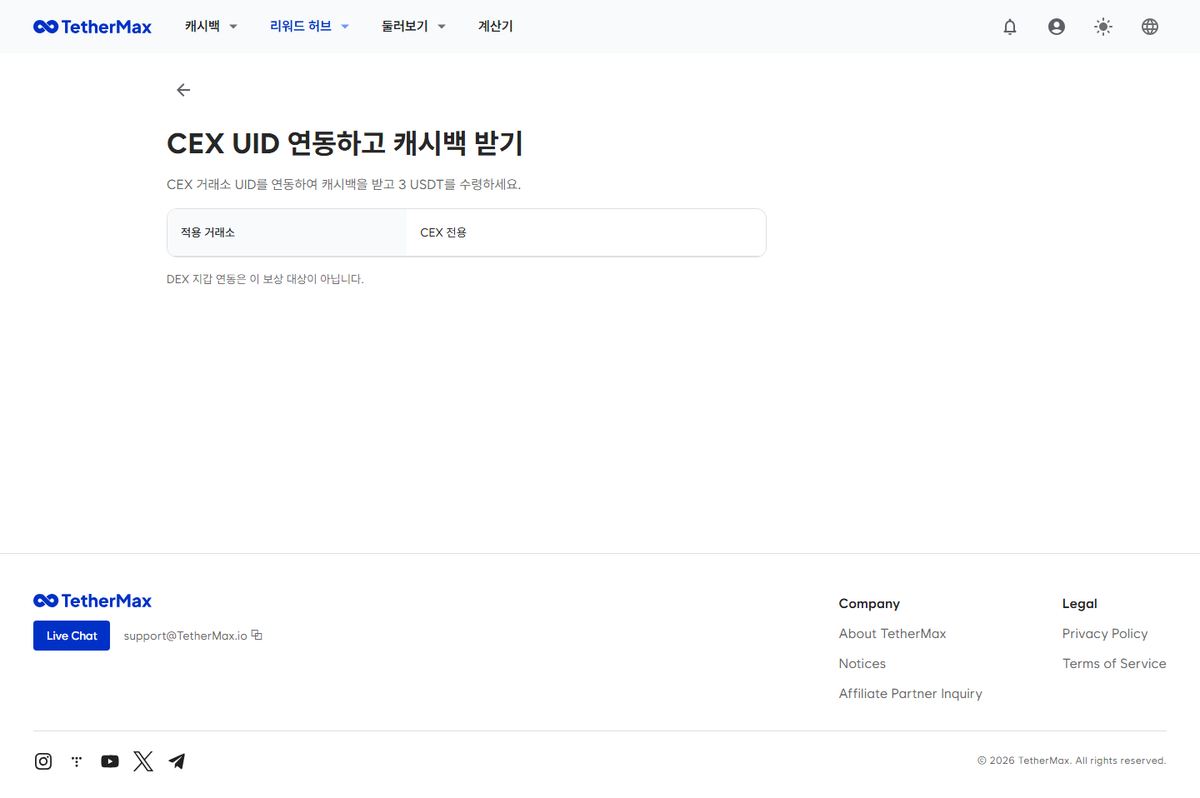 TetherMax
캐시백
리워드 허브
둘러보기
계산기
CEX UID 연동하고 캐시백 받기
CEX 거래소 UID를 연동하여 캐시백을 받고 3 USDT를 수령하세요.
적용 거래소
CEX 전용
DEX 지갑 연동은 이 보상 대상이 아닙니다.
TetherMax
Live Chat
support@TetherMax.io
Company
About TetherMax
Notices
Affiliate Partner Inquiry
Legal
Privacy Policy
Terms of Service
© 2026 TetherMax. All rights reserved.